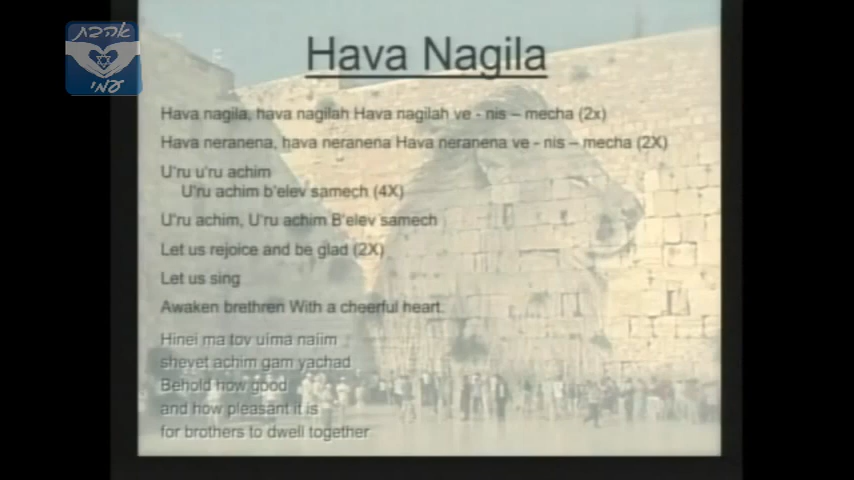 אהבת
עמי
Hava Nagila
Hava nagila, hava nagilah Hava nagilah ve - nis – mecha (2x)
Hava neranena, hava neranena Hava neranena ve - nis – mecha (2X)
U'ru u'ru achim
U'ru achim b'elev samech (4X)
U'ru achim, U'ru achim B'elev samech
Let us rejoice and be glad (2X)
Let us sing
Awaken brethren With a cheerful heart.
Hinei ma tov uima naiim
shevet achim gam yachad
Behold how good
and how pleasant it is
for brothers to dwell together